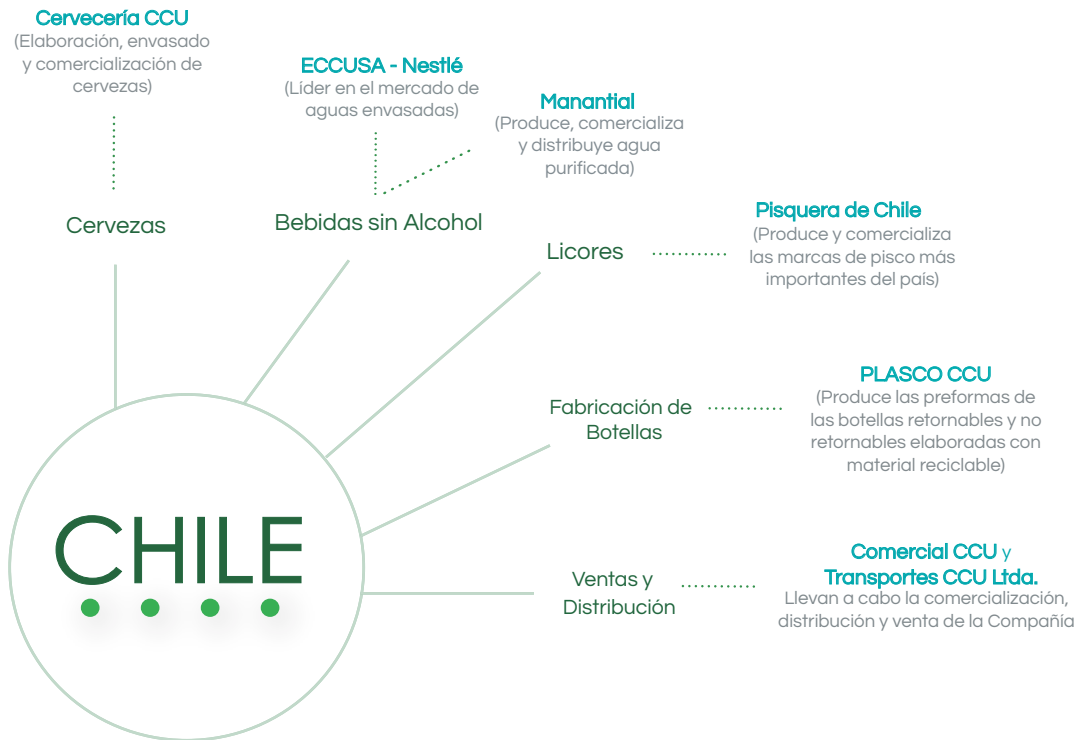 Cervecería CCU
(Elaboración, envasado
y comercialización de
cervezas)
ECCUSA - Nestlé
(Lider en el mercado de
aguas envasadas)
Manantial
(Produce, comercializa
y distribuye agua
purificada)
Cervezas
Bebidas sin Alcohol
Licores
Pisquera de Chile
(Produce y comercializa
las marcas de pisco más
importantes del país)
Fabricación de
Botellas
PLASCO CCU
(Produce las preformas de
las botellas retornables y no
retornables elaboradas con
material reciclable)
CHILE
Ventas y
Distribución
Comercial CCU y
Transportes CCU Ltda.
Llevan a cabo la comercialización,
distribución y venta de la Compañía